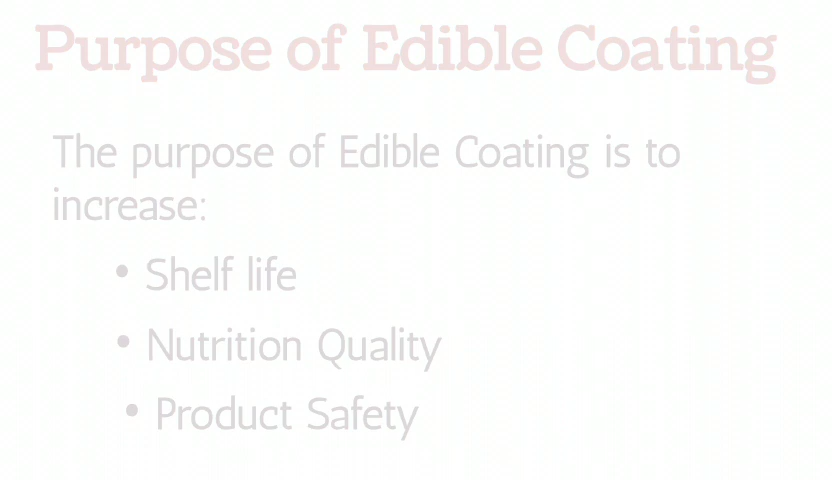 Purpose of Edible Coating
The purpose of Edible Coating is to
increase:
• Shelf life
• Nutrition Quality
• Product Safety